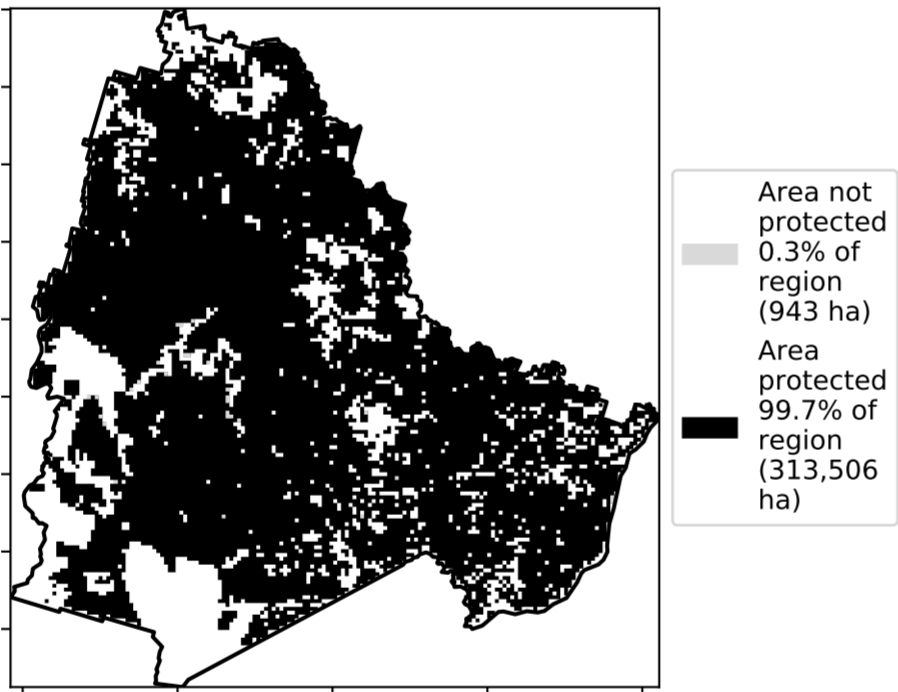 Area not
protected
0.3% of
region
(943 ha)
Area
protected
99.7% of
region
(313,506
ha)